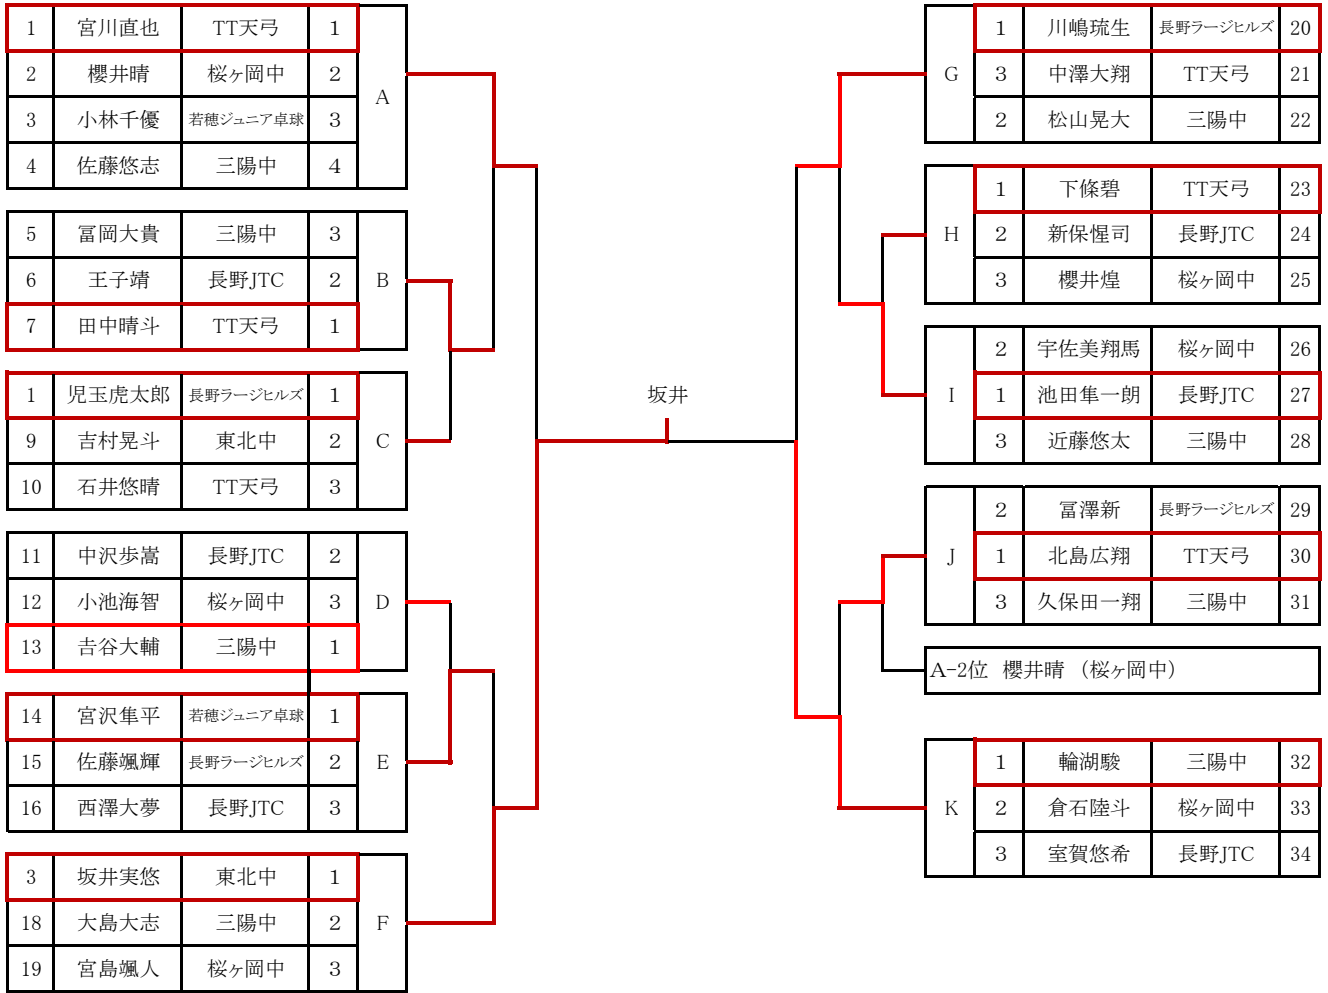 1 宮川直也 TT天弓 1
2 櫻井晴 桜ヶ岡中 2
A
3 小林千優 若穂ジュニア卓球 3
4 佐藤悠志 三陽中 4
5 冨岡大貴 三陽中 3
6 王子靖 長野JTC 2 B
7 田中晴斗 TT天弓 1
1 児玉虎太郎 長野ラージヒルズ 1
9 吉村晃斗 東北中 2 C
10 石井悠晴 TT天弓 3
11 中沢歩嵩 長野JTC 2
12 小池海智 桜ヶ岡中 3 D
13 𠮷谷大輔 三陽中 1
14 宮沢隼平 若穂ジュニア卓球 1
15 佐藤颯輝 長野ラージヒルズ 2 E
16 西澤大夢 長野JTC 3
3 坂井実悠 東北中 1
18 大島大志 三陽中 2 F
19 宮島颯人 桜ヶ岡中 3
坂井
1 川嶋琉生 長野ラージヒルズ 20
G 3 中澤大翔 TT天弓 21
2 松山晃大 三陽中 22
1 下條碧 TT天弓 23
H 2 新保惺司 長野JTC 24
3 櫻井煌 桜ヶ岡中 25
2 宇佐美翔馬 桜ヶ岡中 26
I 1 池田隼一朗 長野JTC 27
3 近藤悠太 三陽中 28
2 冨澤新 長野ラージヒルズ 29
J 1 北島広翔 TT天弓 30
3 久保田一翔 三陽中 31
A-2位 櫻井晴 （桜ヶ岡中）
1 輪湖駿 三陽中 32
K 2 倉石陸斗 桜ヶ岡中 33
3 室賀悠希 長野JTC 34